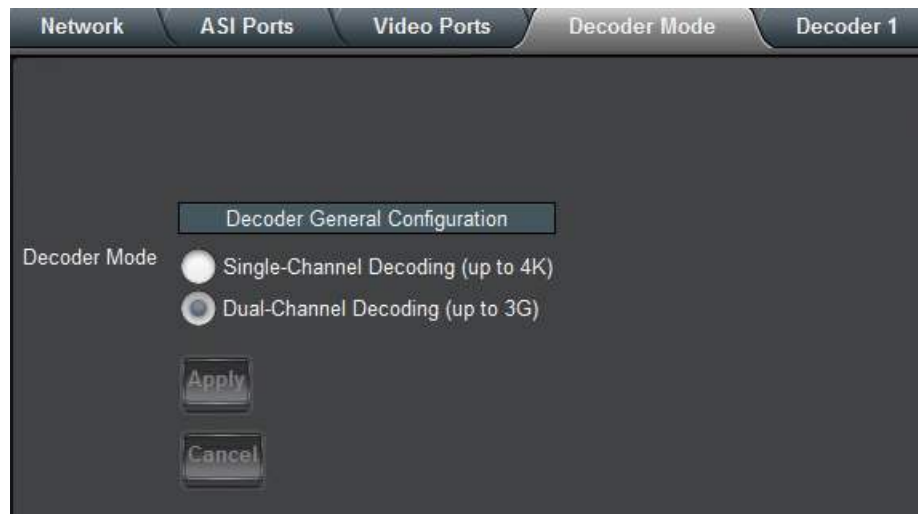 Network ASI Ports Video Ports Decoder Mode Decoder 1
Decoder General Configuration
Decoder Mode
Single-Channel Decoding (up to 4K)
Dual-Channel Decoding (up to 3G)
Apply
Cancel